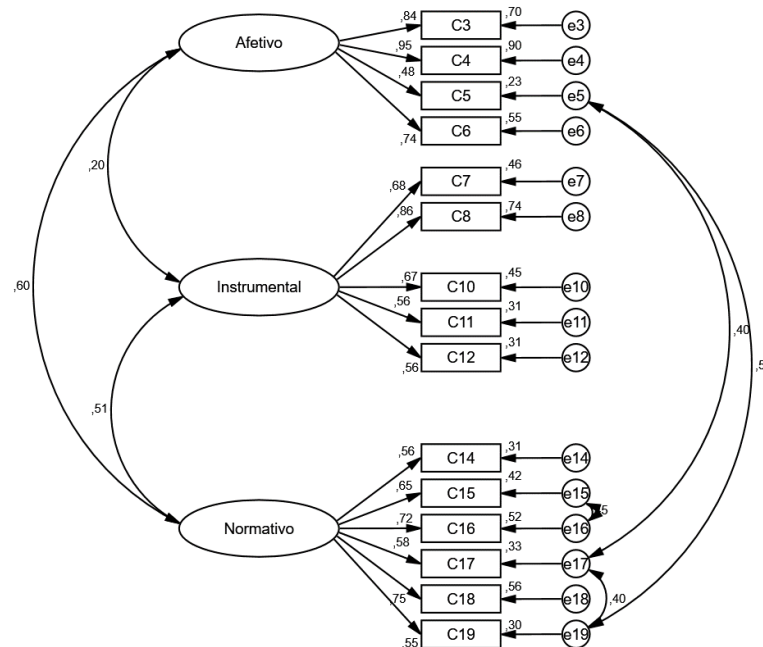 ,84 C3 ,70 e3
Afetivo
,95 C4 ,90 e4
,48 C5 ,23 e5
,74 C6 ,55 e6
,20
,68 C7 ,46 e7
,86 C8 ,74 e8
,60
Instrumental
,67 C10 ,45 e10
,56 C11 ,31 e11
,56 C12 ,31 e12
,40
,51
,56 C14 ,31 e14
,65 C15 ,42 e15
Normativo
,72 C16 ,52 e16
,58 C17 ,33 e17
,75 C18 ,56 e18
,40
,55 C19 ,30 e19